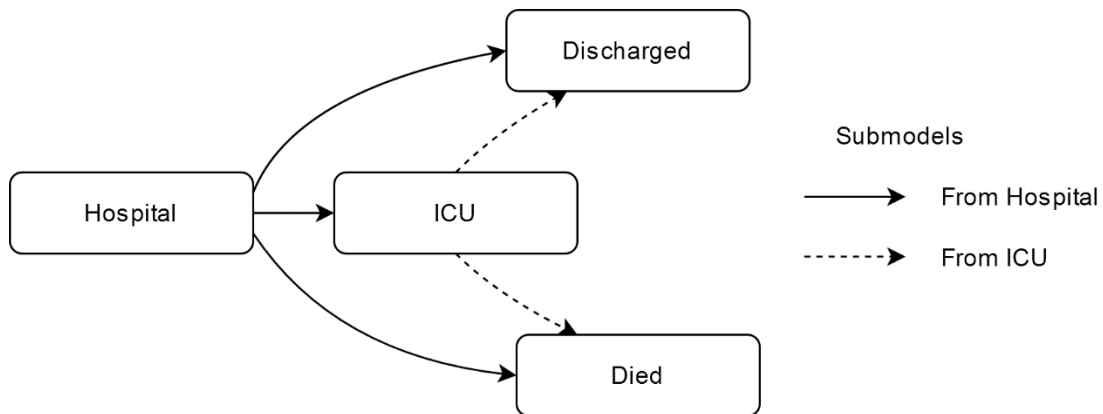 Discharged
Submodels
Hospital
ICU
From Hospital
From ICU
Died